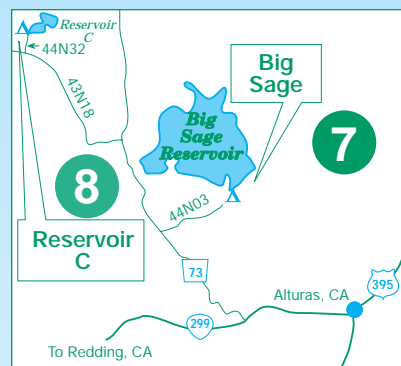 Reservoir
C
44N32
43N18
Big
Sage
Big
Sage
Reservoir
7
8
44N03
Reservoir
C
73
Alturas, CA
395
299
To Redding, CA